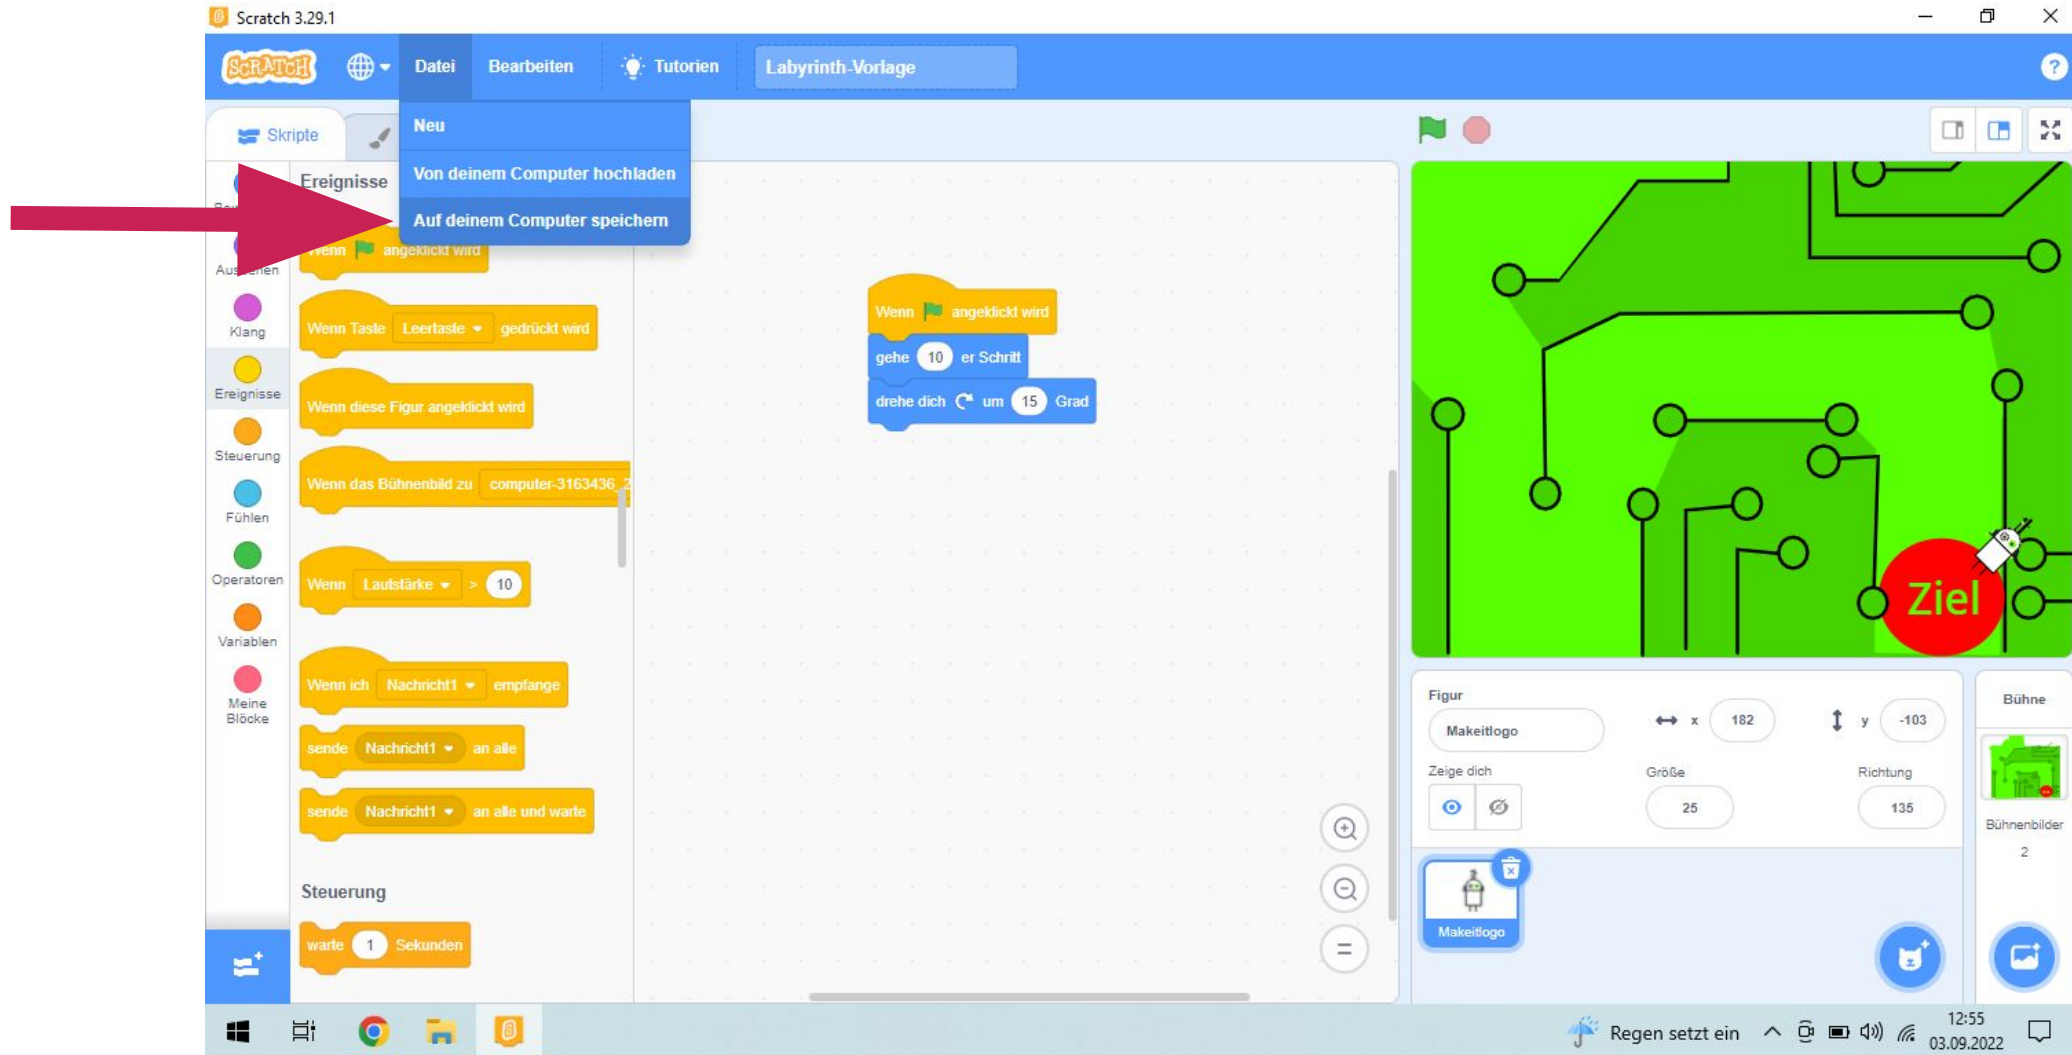 Scratch 3.29.1
SCRATCH
Datei
Bearbeiten
Tutorien
Labyrinth-Vorlage
?
Skripte
Neu
Von deinem Computer hochladen
Auf deinem Computer speichern
Klang
Ereignisse
Steuerung
Fühlen
Operatoren
Variablen
Meine
Blöcke
Ereignisse
Wenn angeklickt wird
Wenn Taste Leertaste gedrückt wird
Wenn diese Figur angeklickt wird
Wenn das Bühnenbild zu computer-3163436_2
Wenn Lautstärke > 10
Wenn ich Nachricht1 empfange
sende Nachricht1 an alle
sende Nachricht1 an alle und warte
Steuerung
warte 1 Sekunden
Wenn angeklickt wird
gehe 10 er Schritt
drehe dich um 15 Grad
Ziel
Figur
Makeitlogo
x 182
y -103
Zeige dich
Größe
25
Richtung
135
Makeitlogo
Bühne
Bühnenbilder
2
Regen setzt ein
12:55
03.09.2022